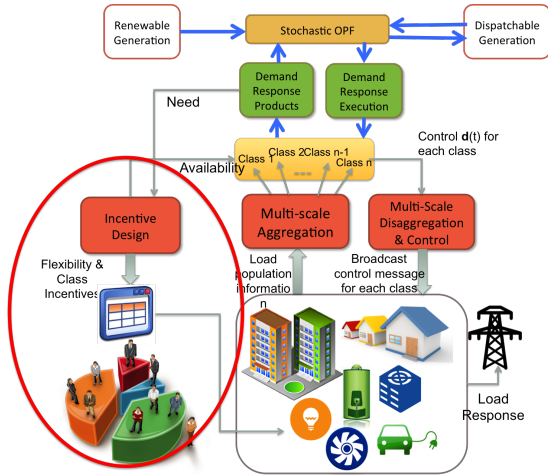 Renewable
Generation
Stochastic OPF
Dispatchable
Generation
Demand
Response
Products
Demand
Response
Execution
Need
Availability
Class 1
Class 2
Class n-1
Class n
Control d(t) for
each class
Incentive
Design
Multi-scale
Aggregation
Multi-Scale
Disaggregation
& Control
Flexibility &
Class
Incentives
Load
population
informatio
n
Broadcast
control message
for each class
Load
Response